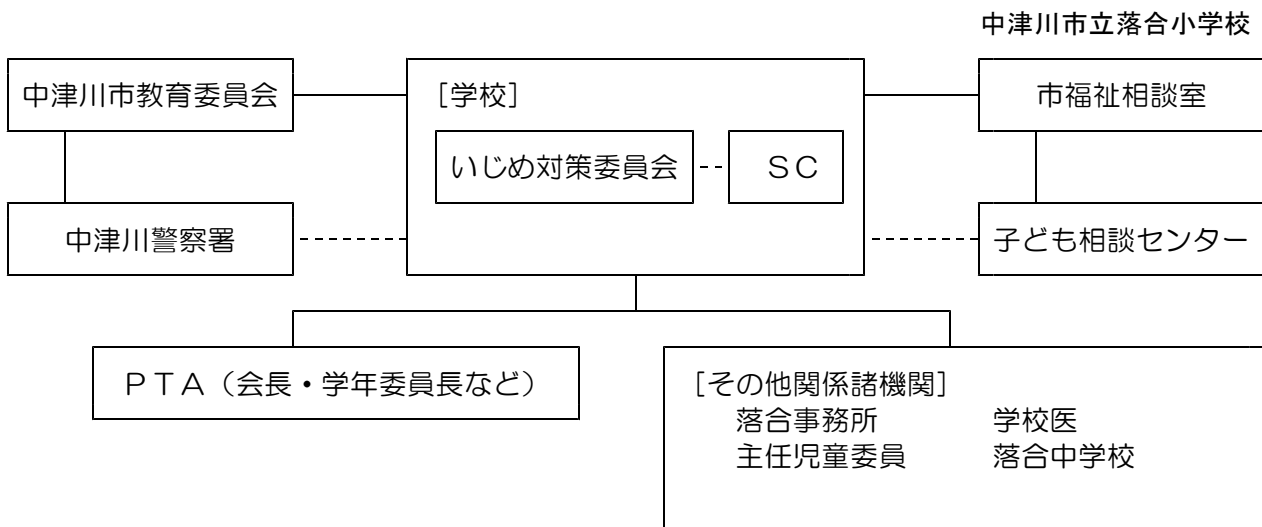 中津川市立落合小学校
中津川市教育委員会
[学校]
市福祉相談室
いじめ対策委員会
ＳＣ
中津川警察署
子ども相談センター
ＰＴＡ（会長・学年委員長など）
[その他関係諸機関]
落合事務所 学校医
主任児童委員 落合中学校